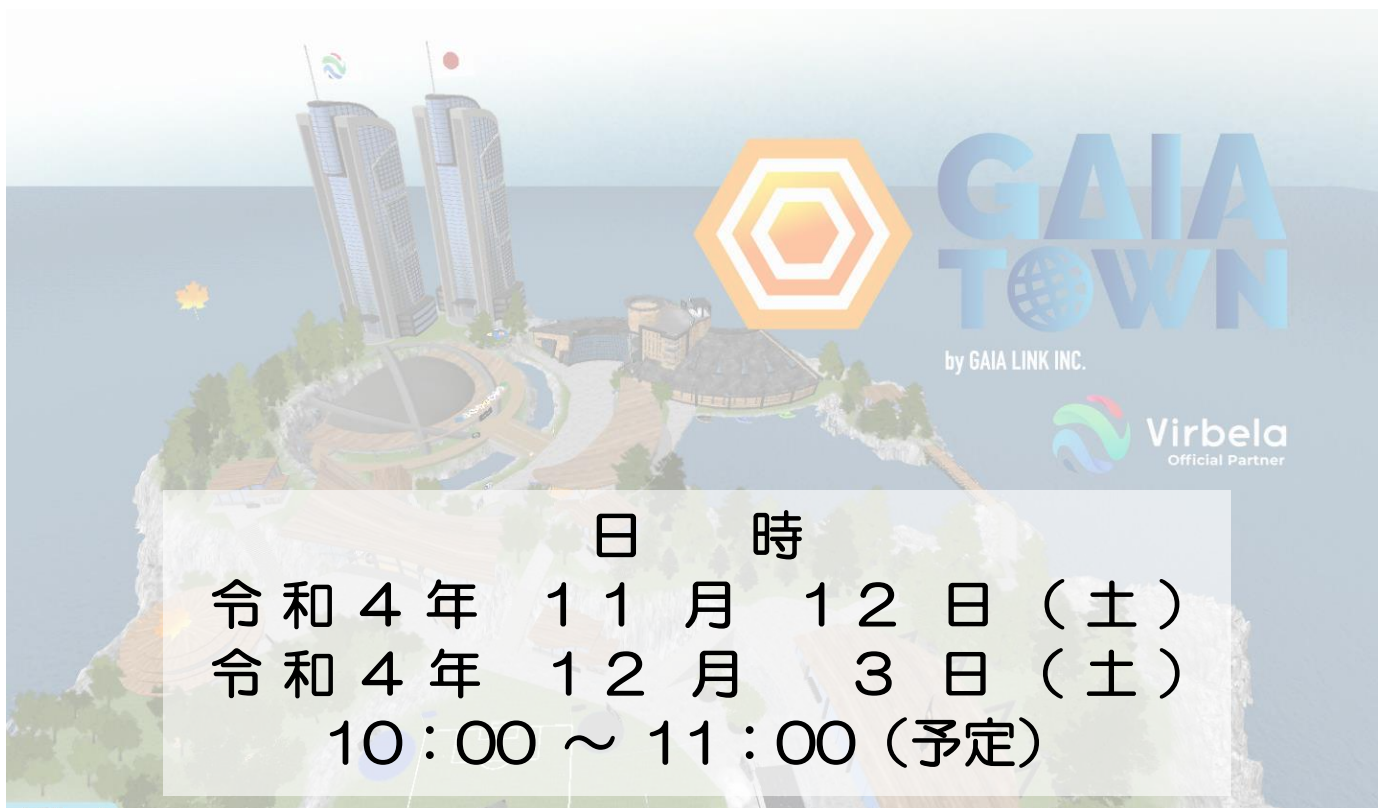 GAIA
TOWN
by GAIA LINK INC.
Virbela
Official Partner
日　時
令和4年 11月 12日（土）
令和4年 12月 3日（土）
10：00 ～ 11：00（予定）